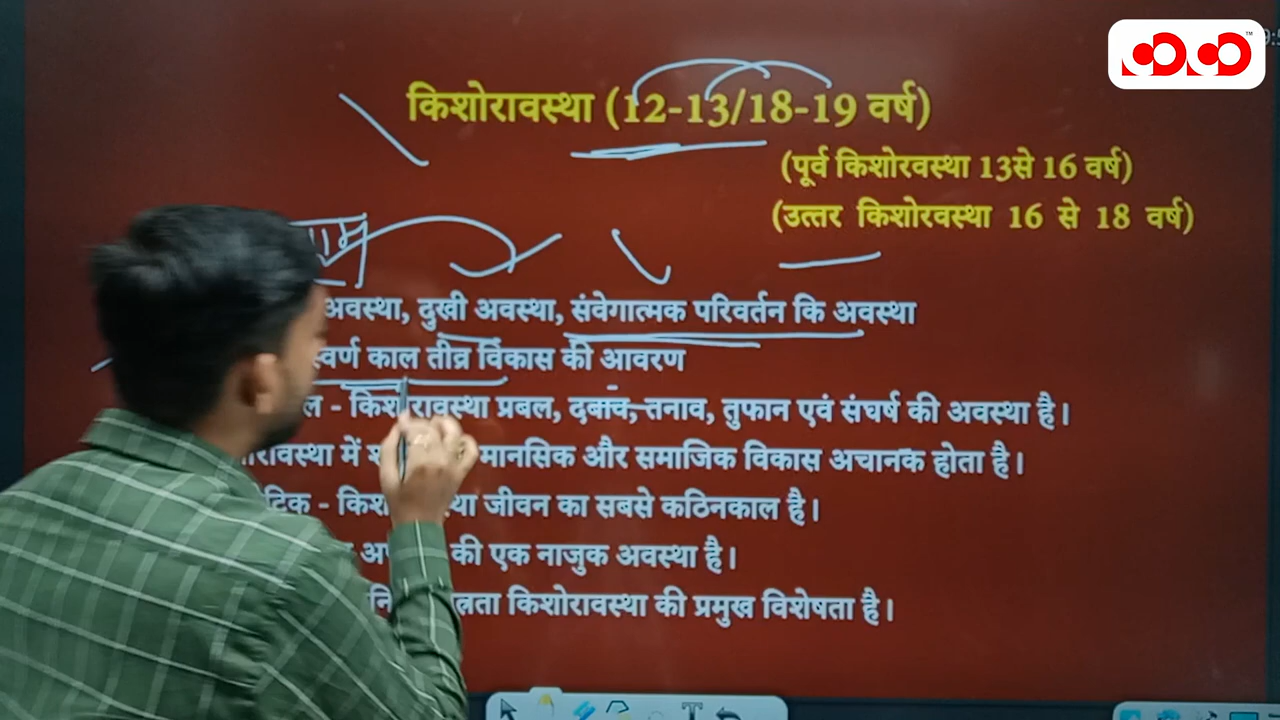 किशोरावस्था (12-13/18-19 वर्ष)
(पूर्व किशोरवस्था 13से 16 वर्ष)
(उत्तर किशोरवस्था 16 से 18 वर्ष)
अवस्था, दुखी अवस्था, संवेगात्मक परिवर्तन कि अवस्था
काल तीव्र विकास की आवरण
- किशोरावस्था प्रबल, दबाव, तनाव, तुफान एवं संघर्ष की अवस्था है।
में मानसिक और समाजिक विकास अचानक होता है।
- जीवन का सबसे कठिनकाल है।
की एक नाजुक अवस्था है।
किशोरावस्था की प्रमुख विशेषता है।